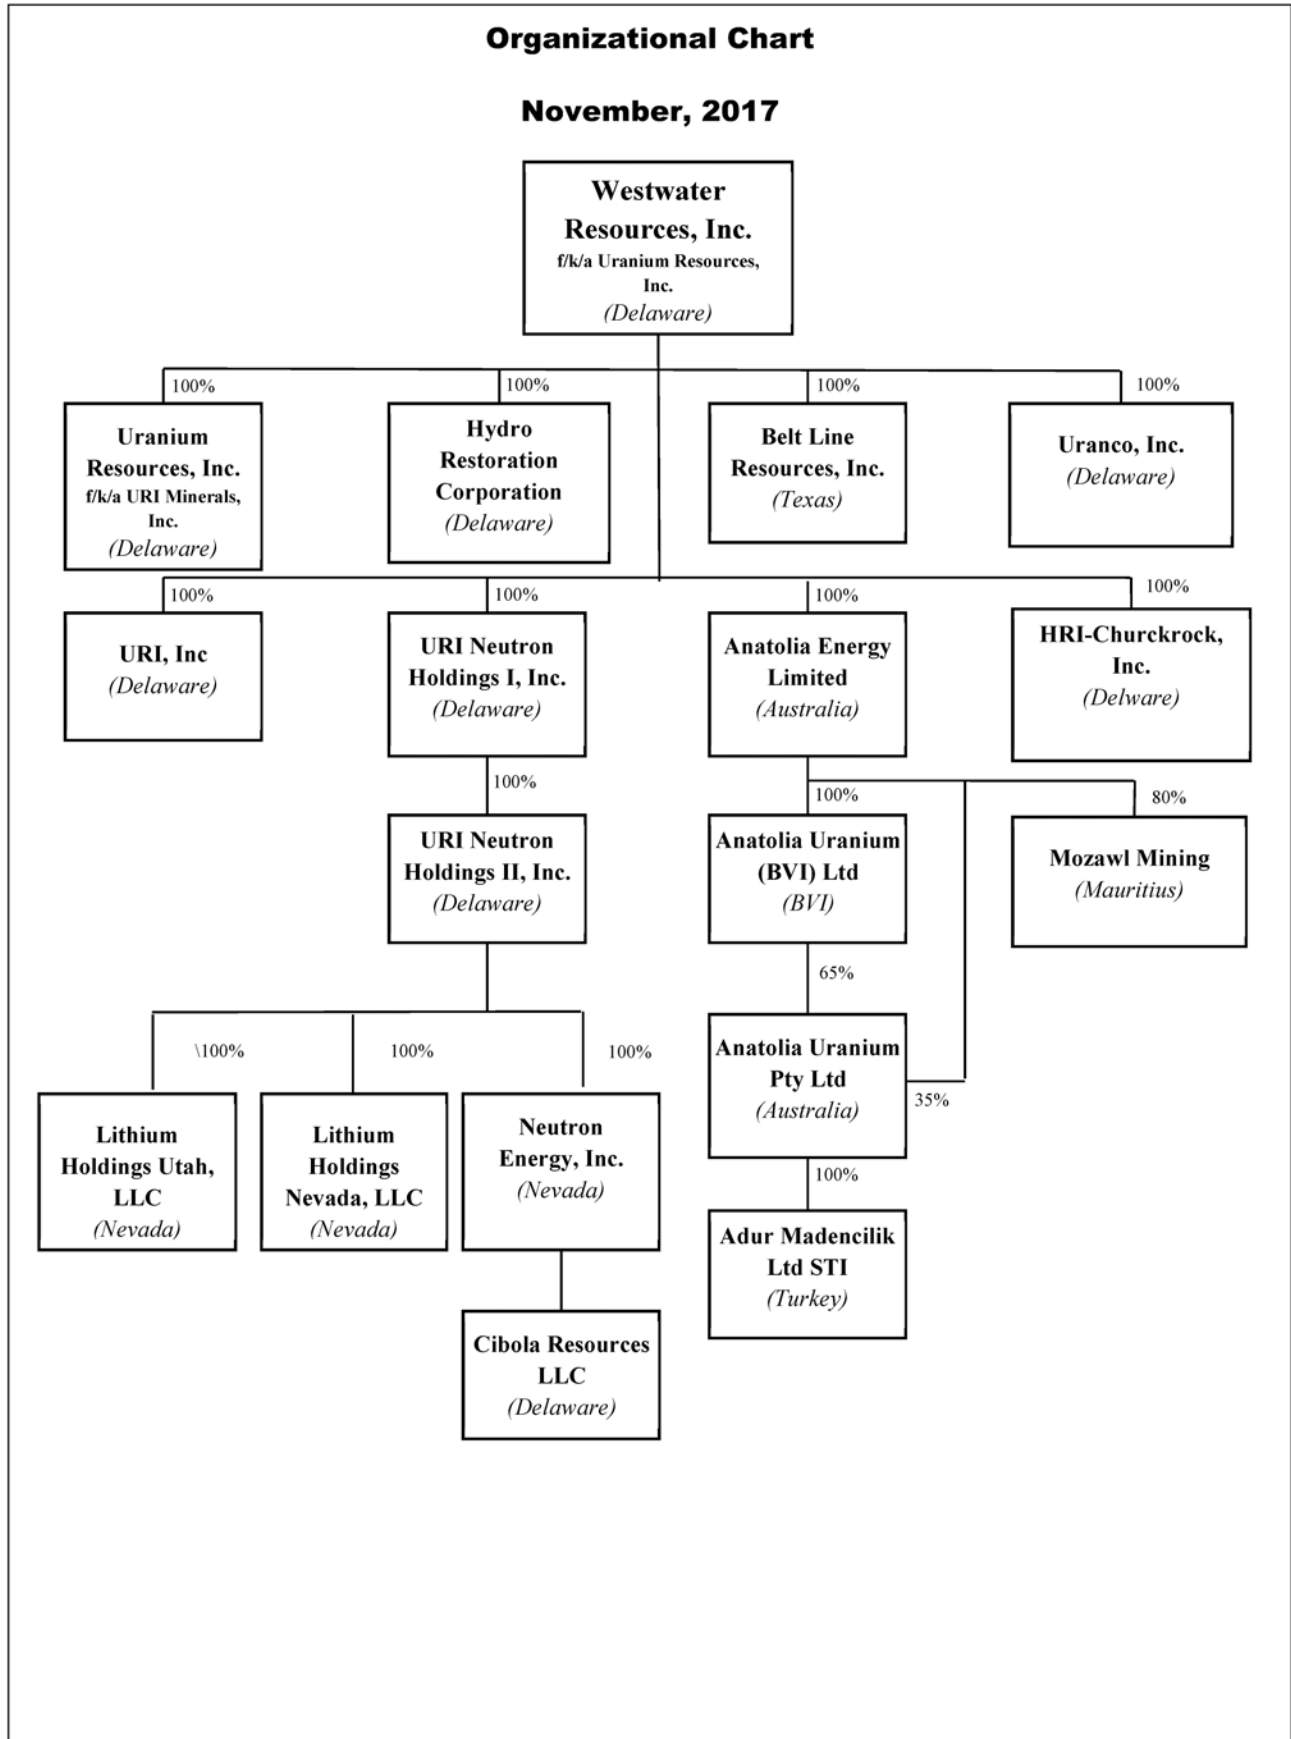 Organizational Chart
November, 2017
Westwater
Resources, Inc.
f/k/a Uranium Resources,
Inc.
(Delaware)
100%
100%
100%
100%
Uranium
Resources, Inc.
f/k/a URI Minerals,
Inc.
(Delaware)
Hydro
Restoration
Corporation
(Delaware)
Belt Line
Resources, Inc.
(Texas)
Uranco, Inc.
(Delaware)
100%
100%
100%
100%
URI, Inc
(Delaware)
URI Neutron
Holdings I, Inc.
(Delaware)
Anatolia Energy
Limited
(Australia)
HRI-Churckrock,
Inc.
(Delware)
100%
100%
80%
URI Neutron
Holdings II, Inc.
(Delaware)
Anatolia Uranium
(BVI) Ltd
(BVI)
Mozawl Mining
(Mauritius)
65%
\100%
100%
100%
Anatolia Uranium
Pty Ltd
(Australia)
35%
Lithium
Holdings Utah,
LLC
(Nevada)
Lithium
Holdings
Nevada, LLC
(Nevada)
Neutron
Energy, Inc.
(Nevada)
100%
Adur Madencilik
Ltd STI
(Turkey)
Cibola Resources
LLC
(Delaware)